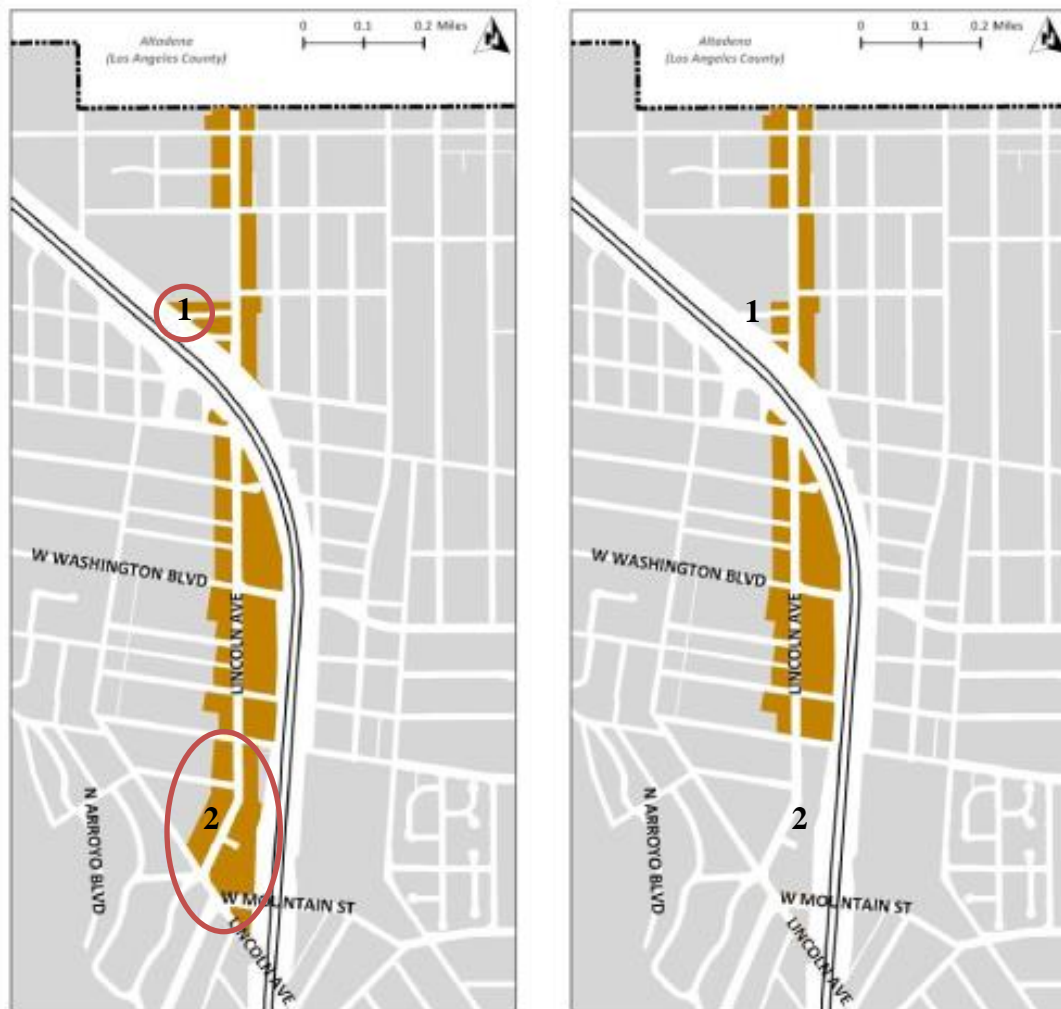 0 0.1 0.2 Miles
N
Altadena
(Los Angeles County)
1
W WASHINGTON BLVD
LINCOLN AVE
N ARROYO BLVD
2
W MOUNTAIN ST
LINCOLN AVE
0 0.1 0.2 Miles
N
Altadena
(Los Angeles County)
1
W WASHINGTON BLVD
LINCOLN AVE
N ARROYO BLVD
2
W MOUNTAIN ST
LINCOLN AVE